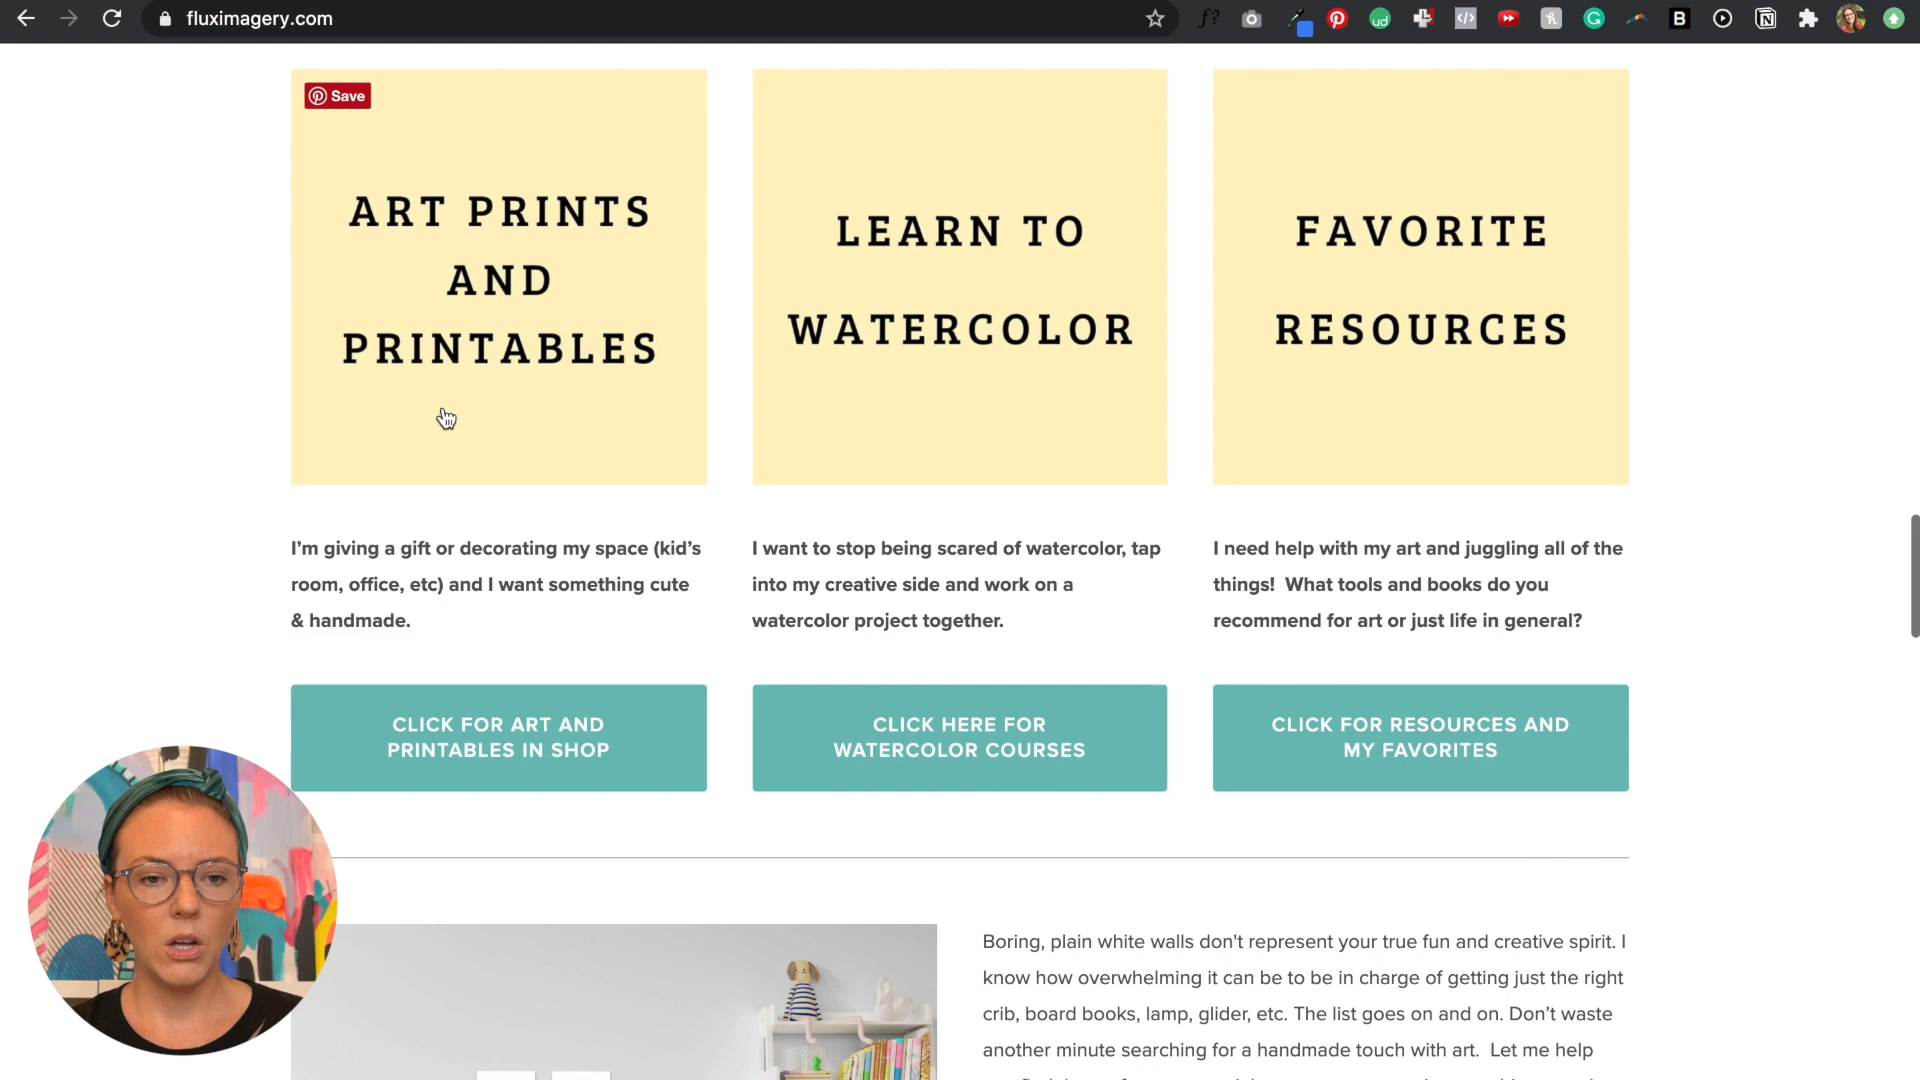 fluximagery.com
Save
ART PRINTS
AND
PRINTABLES
LEARN TO
WATERCOLOR
FAVORITE
RESOURCES
I'm giving a gift or decorating my space (kid's
room, office, etc) and I want something cute
& handmade.
I want to stop being scared of watercolor, tap
into my creative side and work on a
watercolor project together.
I need help with my art and juggling all of the
things!  What tools and books do you
recommend for art or just life in general?
CLICK FOR ART AND
PRINTABLES IN SHOP
CLICK HERE FOR
WATERCOLOR COURSES
CLICK FOR RESOURCES AND
MY FAVORITES
Boring, plain white walls don't represent your true fun and creative spirit. I
know how overwhelming it can be to be in charge of getting just the right
crib, board books, lamp, glider, etc. The list goes on and on. Don't waste
another minute searching for a handmade touch with art.  Let me help